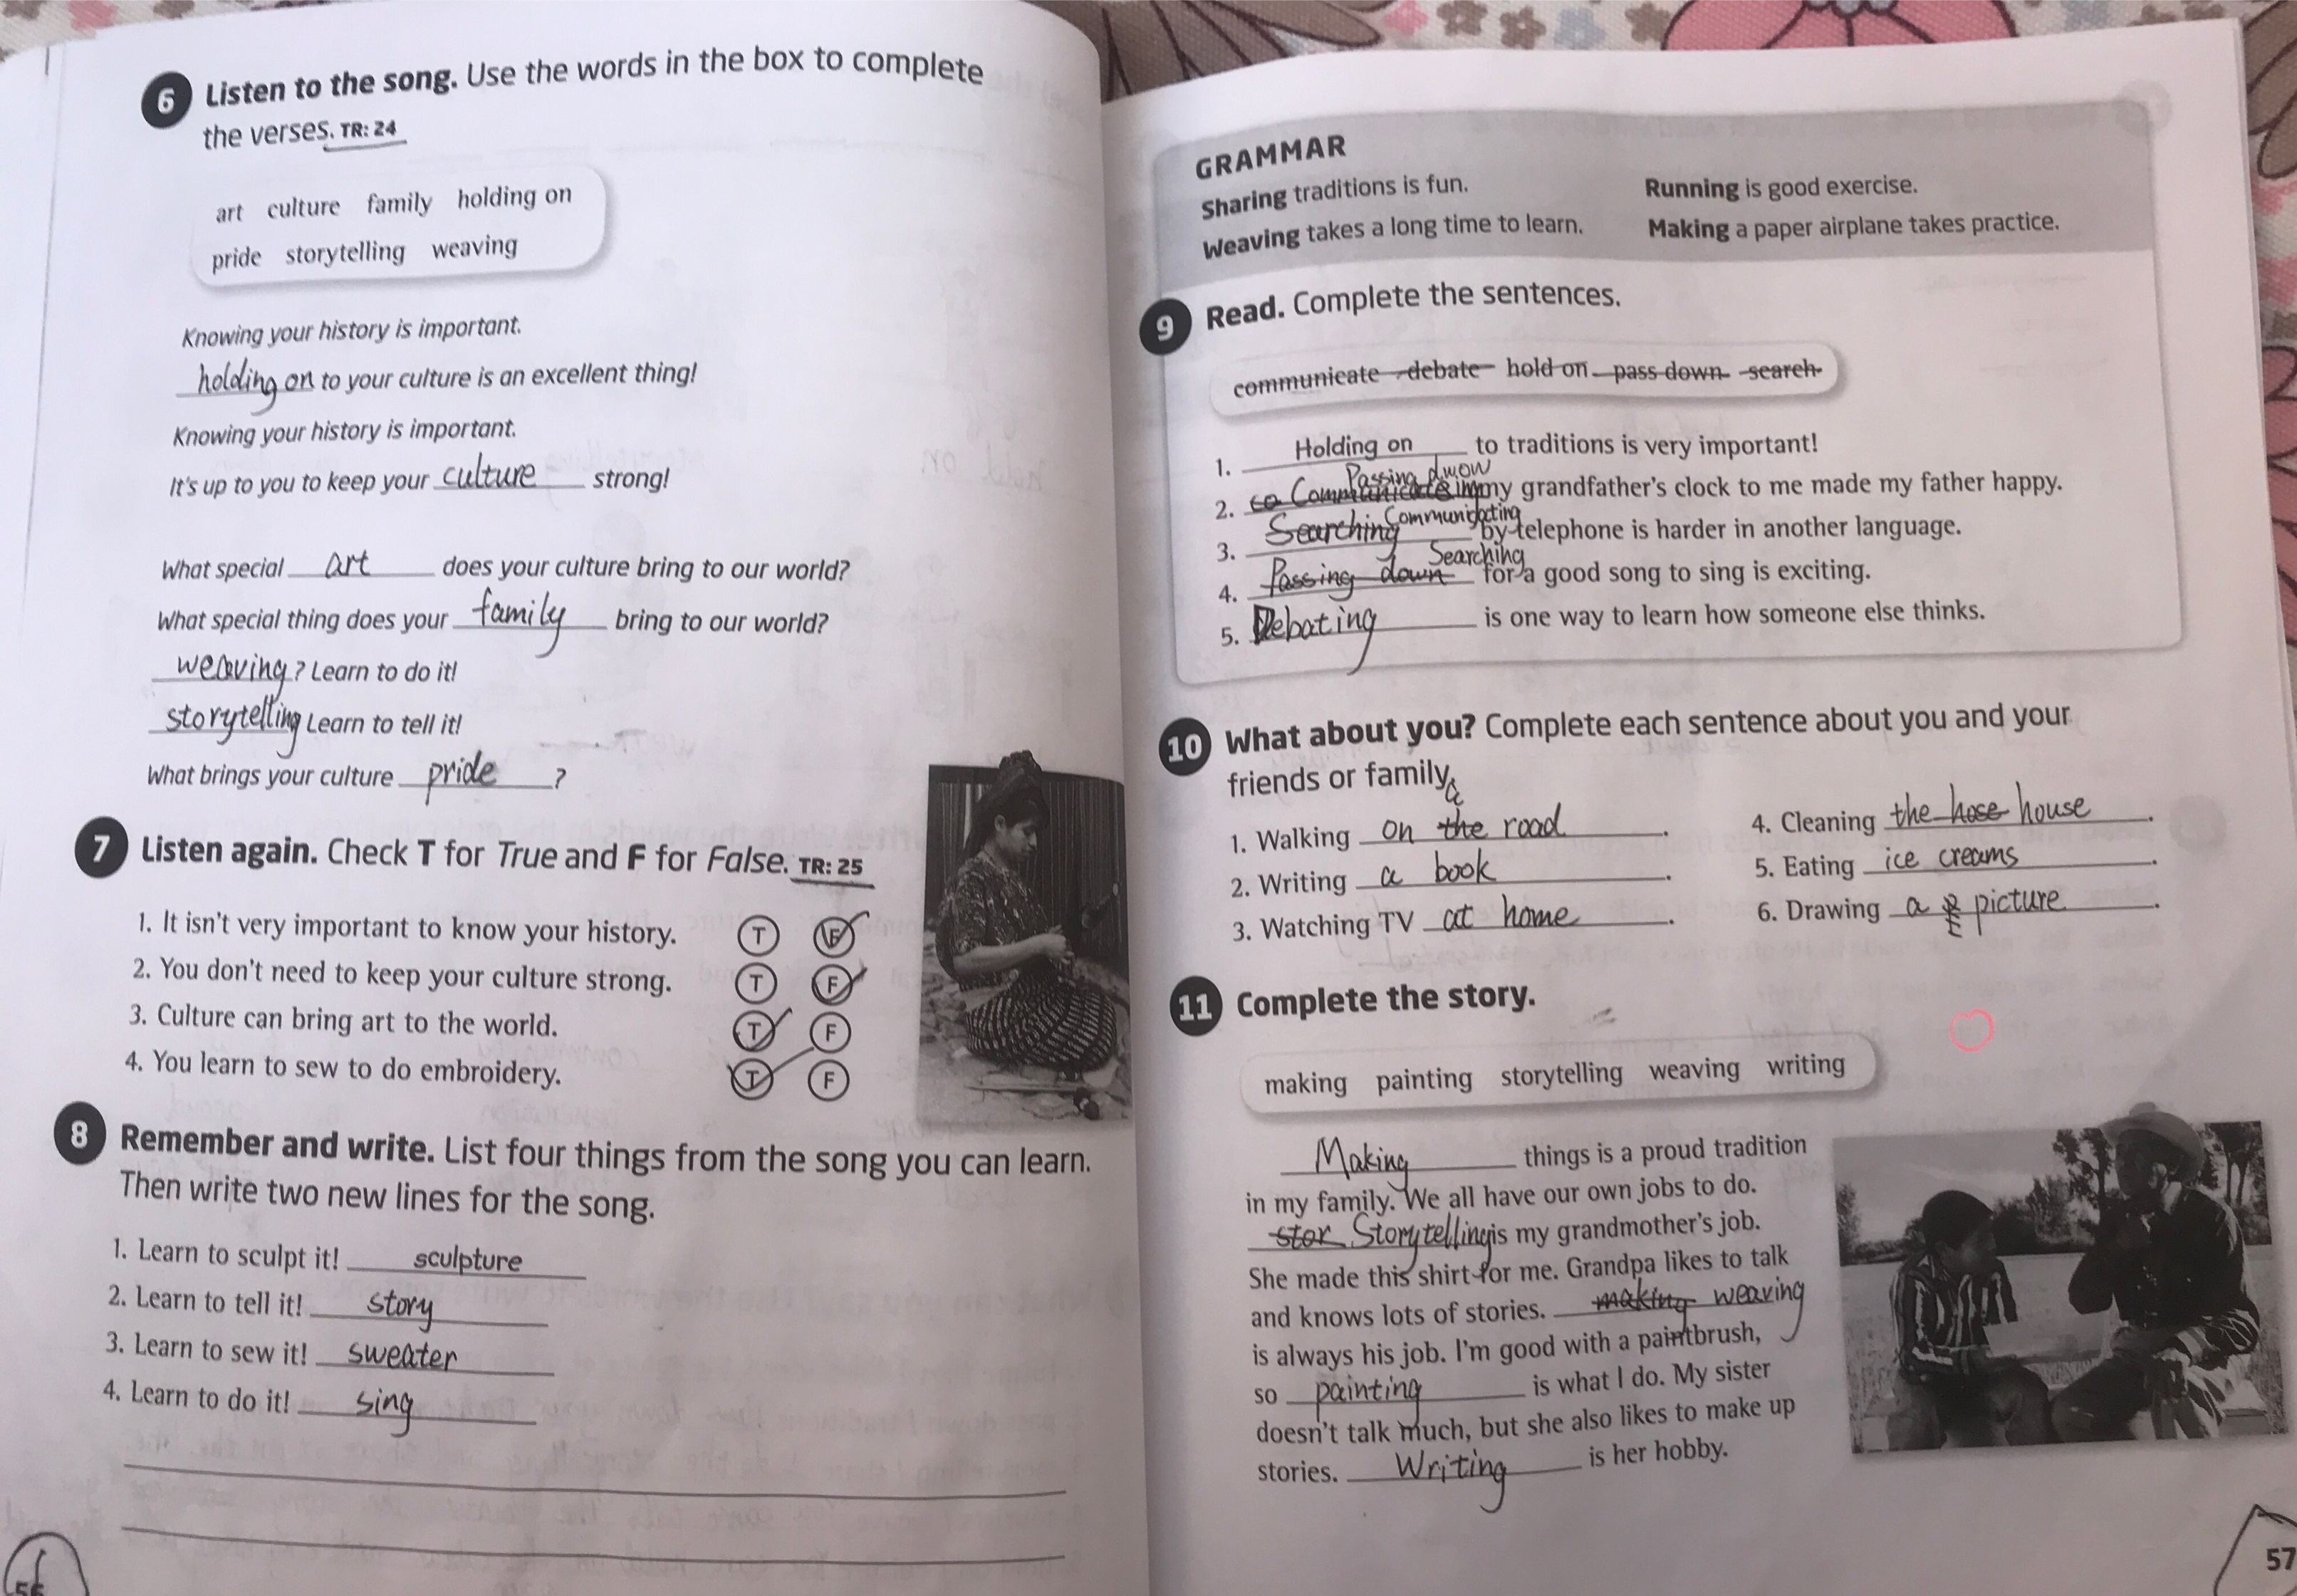 6 Listen to the song. Use the words in the box to complete
the verses. TR: 24
art culture family holding on
pride storytelling weaving
Knowing your history is important.
holding on to your culture is an excellent thing!
Knowing your history is important.
It's up to you to keep your culture strong!
What special art does your culture bring to our world?
What special thing does your family bring to our world?
weaving? Learn to do it!
storytelling Learn to tell it!
What brings your culture pride ?
7 Listen again. Check T for True and F for False. TR: 25
1. It isn't very important to know your history. T F
2. You don't need to keep your culture strong. T F
3. Culture can bring art to the world. T F
4. You learn to sew to do embroidery. T F
8 Remember and write. List four things from the song you can learn.
Then write two new lines for the song.
1. Learn to sculpt it! sculpture
2. Learn to tell it! story
3. Learn to sew it! sweater
4. Learn to do it! sing
56
GRAMMAR
Sharing traditions is fun. Running is good exercise.
Weaving takes a long time to learn. Making a paper airplane takes practice.
9 Read. Complete the sentences.
communicate debate hold on pass down search
1. Holding on to traditions is very important!
Passing dwow
2. co Communicate in my grandfather's clock to me made my father happy.
Communicating
3. Searching by telephone is harder in another language.
Searching
4. Passing down for a good song to sing is exciting.
5. Debating is one way to learn how someone else thinks.
10 What about you? Complete each sentence about you and your
friends or family.
a
1. Walking on the road.
2. Writing a book.
3. Watching TV at home.
4. Cleaning the hose house.
5. Eating ice creams.
6. Drawing a picture.
11 Complete the story.
making painting storytelling weaving writing
Making things is a proud tradition
in my family. We all have our own jobs to do.
stor Storytelling is my grandmother's job.
She made this shirt for me. Grandpa likes to talk
and knows lots of stories. making weaving
is always his job. I'm good with a paintbrush,
so painting is what I do. My sister
doesn't talk much, but she also likes to make up
stories. Writing is her hobby.
57